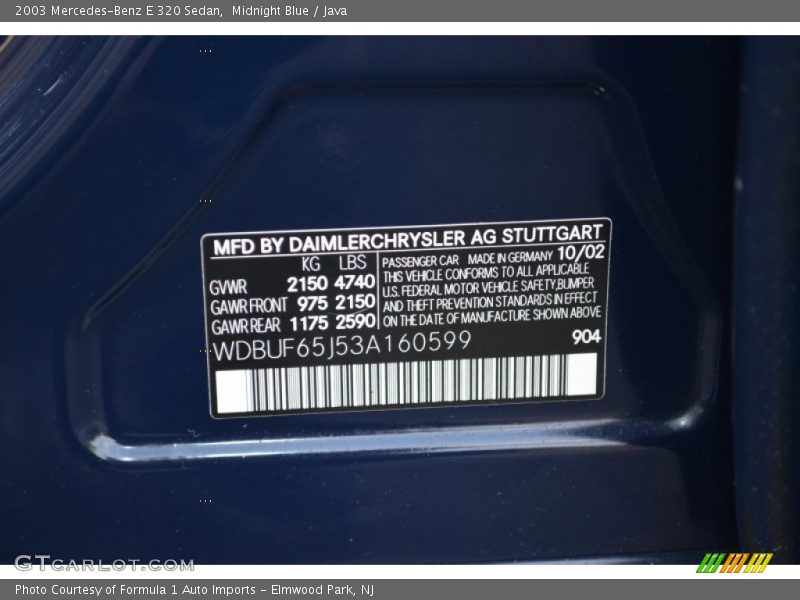 2003 Mercedes-Benz E 320 Sedan, Midnight Blue / Java
MFD BY DAIMLERCHRYSLER AG STUTTGART
KG LBS
GVWR 2150 4740
GAWR FRONT 975 2150
GAWR REAR 1175 2590
PASSENGER CAR MADE IN GERMANY 10/02
THIS VEHICLE CONFORMS TO ALL APPLICABLE
U.S. FEDERAL MOTOR VEHICLE SAFETY, BUMPER
AND THEFT PREVENTION STANDARDS IN EFFECT
ON THE DATE OF MANUFACTURE SHOWN ABOVE
WDBUF65J53A160599 904
GTCARLOT.COM
Photo Courtesy of Formula 1 Auto Imports - Elmwood Park, NJ